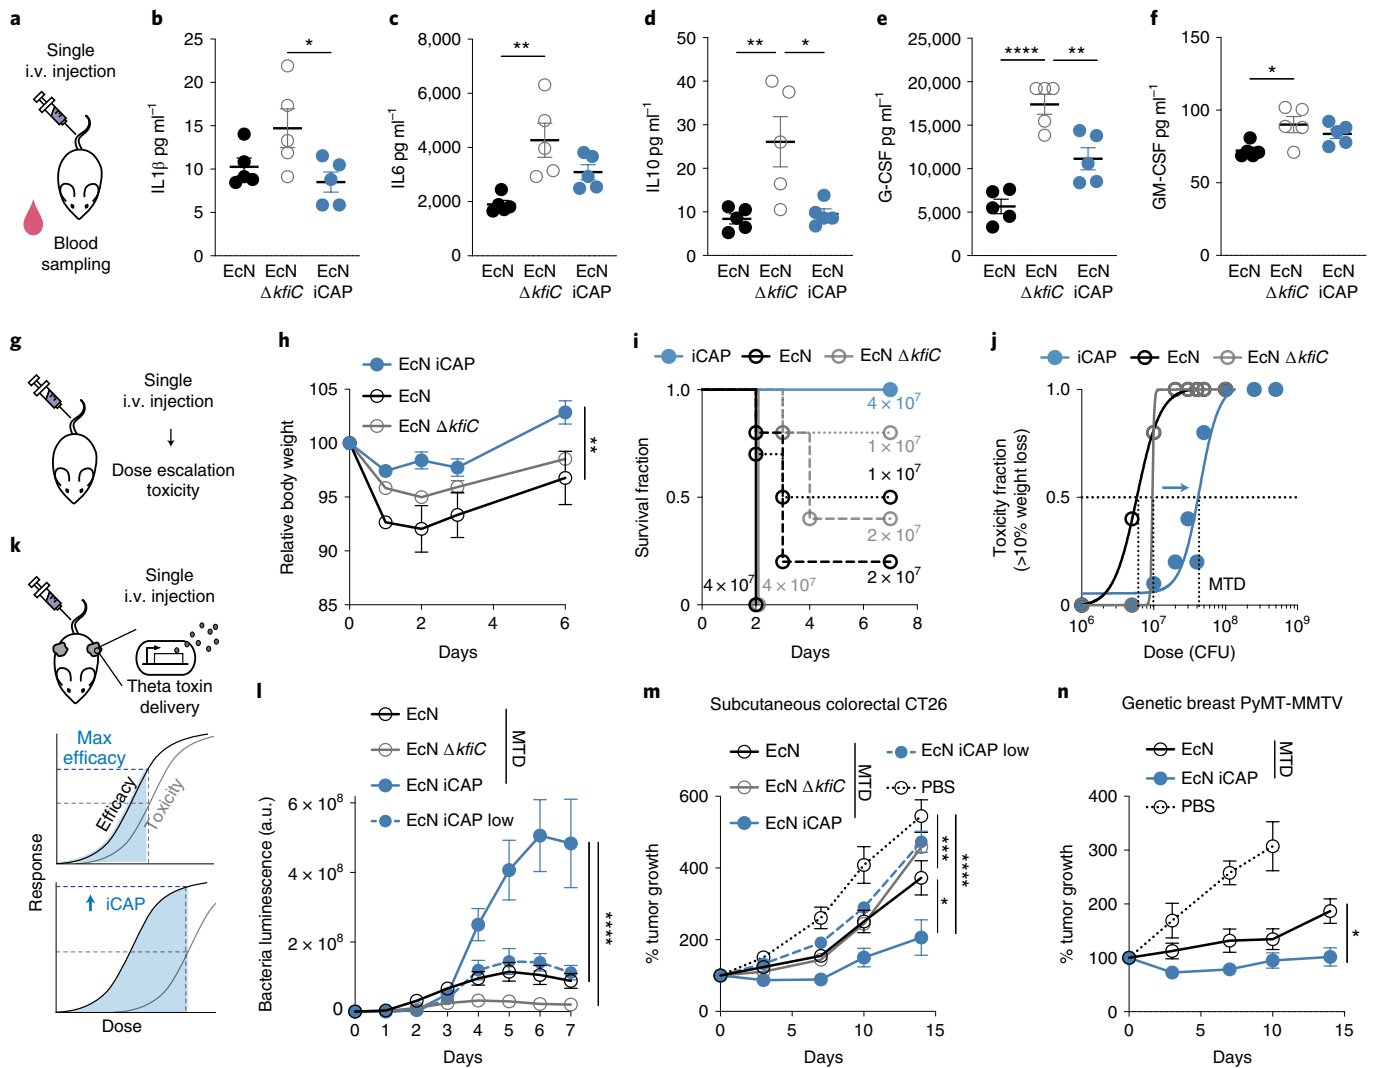 a
Single
i.v. injection
Blood
sampling
b
IL1β pg ml⁻¹
25
20
15
10
5
0
*
EcN
EcN
ΔkfiC
EcN
iCAP
c
IL6 pg ml⁻¹
8,000
6,000
4,000
2,000
0
**
EcN
EcN
ΔkfiC
EcN
iCAP
d
IL10 pg ml⁻¹
50
40
30
20
10
0
**
*
EcN
EcN
ΔkfiC
EcN
iCAP
e
G-CSF pg ml⁻¹
25,000
20,000
15,000
10,000
5,000
0
****
**
EcN
EcN
ΔkfiC
EcN
iCAP
f
GM-CSF pg ml⁻¹
150
100
50
0
*
EcN
EcN
ΔkfiC
EcN
iCAP
g
Single
i.v. injection
Dose escalation
toxicity
h
EcN iCAP
EcN
EcN ΔkfiC
Relative body weight
105
100
95
90
85
**
0 2 4 6
Days
i
iCAP EcN EcN ΔkfiC
Survival fraction
1.0
0.5
0
4 × 10⁷
1 × 10⁷
1 × 10⁷
2 × 10⁷
2 × 10⁷
4 × 10⁷ 4 × 10⁷
0 2 4 6 8
Days
j
iCAP EcN EcN ΔkfiC
Toxicity fraction
(>10% weight loss)
1.0
0.5
0
MTD
10⁶ 10⁷ 10⁸ 10⁹
Dose (CFU)
k
Single
i.v. injection
Theta toxin
delivery
Max
efficacy
Efficacy
Toxicity
Response
iCAP
Dose
l
EcN
EcN ΔkfiC
EcN iCAP
EcN iCAP low
MTD
Bacteria luminescence (a.u.)
6 × 10⁸
4 × 10⁸
2 × 10⁸
0
****
0 1 2 3 4 5 6 7
Days
m
Subcutaneous colorectal CT26
EcN
EcN ΔkfiC
EcN iCAP
MTD
EcN iCAP low
PBS
% tumor growth
600
400
200
0
***
*
****
0 5 10 15
Days
n
Genetic breast PyMT-MMTV
EcN
EcN iCAP
PBS
MTD
% tumor growth
400
300
200
100
0
*
0 5 10 15
Days